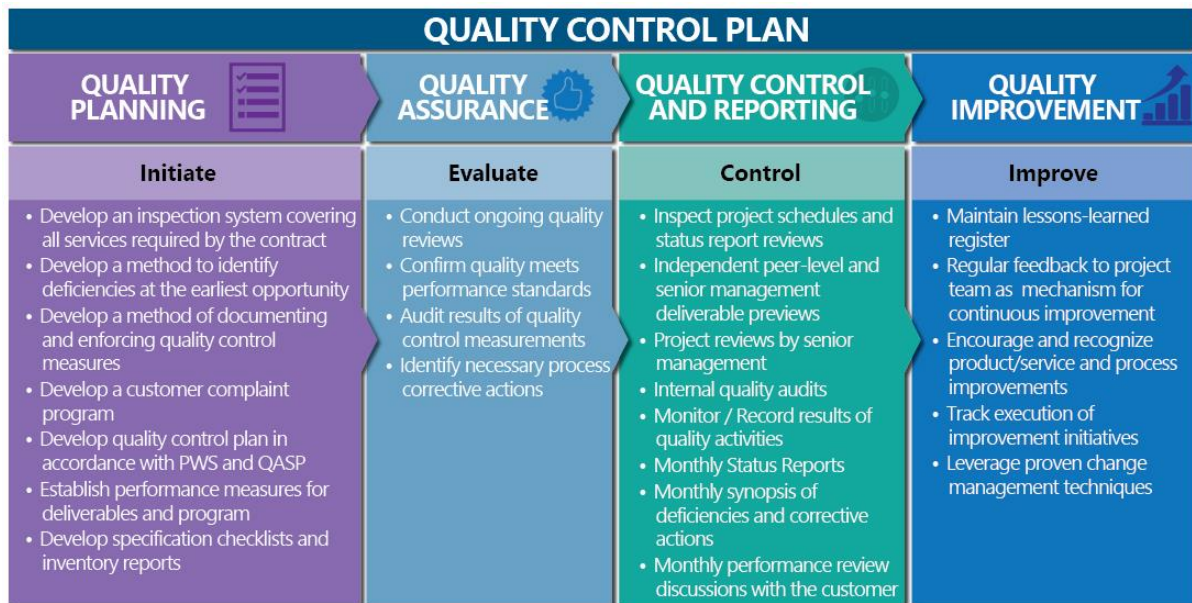 QUALITY CONTROL PLAN
QUALITY
PLANNING
Initiate
• Develop an inspection system covering
all services required by the contract
• Develop a method to identify
deficiencies at the earliest opportunity
• Develop a method of documenting
and enforcing quality control
measures
• Develop a customer complaint
program
• Develop quality control plan in
accordance with PWS and QASP
• Establish performance measures for
deliverables and program
• Develop specification checklists and
inventory reports
QUALITY
ASSURANCE
Evaluate
• Conduct ongoing quality
reviews
• Confirm quality meets
performance standards
• Audit results of quality
control measurements
• Identify necessary process
corrective actions
QUALITY CONTROL
AND REPORTING
Control
• Inspect project schedules and
status report reviews
• Independent peer-level and
senior management
deliverable previews
• Project reviews by senior
management
• Internal quality audits
• Monitor / Record results of
quality activities
• Monthly Status Reports
• Monthly synopsis of
deficiencies and corrective
actions
• Monthly performance review
discussions with the customer
QUALITY
IMPROVEMENT
Improve
• Maintain lessons-learned
register
• Regular feedback to project
team as mechanism for
continuous improvement
• Encourage and recognize
product/service and process
improvements
• Track execution of
improvement initiatives
• Leverage proven change
management techniques